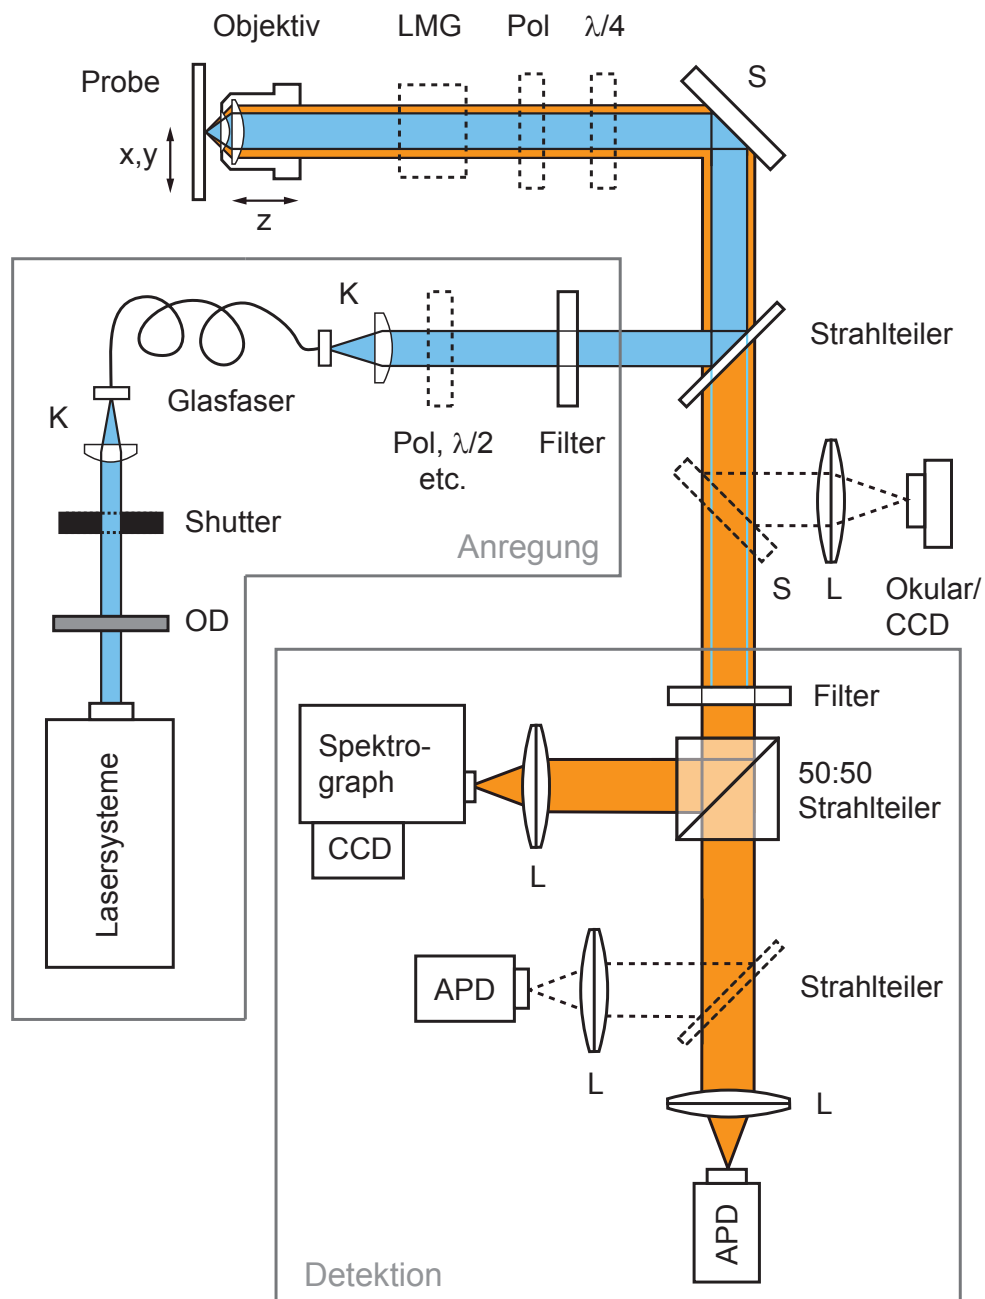 Objektiv
LMG
Pol
λ/4
S
Probe
x,y
z
K
Strahlteiler
Glasfaser
K
Pol, λ/2
etc.
Filter
Shutter
Anregung
S
L
Okular/
CCD
OD
Filter
Spektro-
graph
50:50
Strahlteiler
CCD
L
Lasersysteme
APD
Strahlteiler
L
L
APD
Detektion